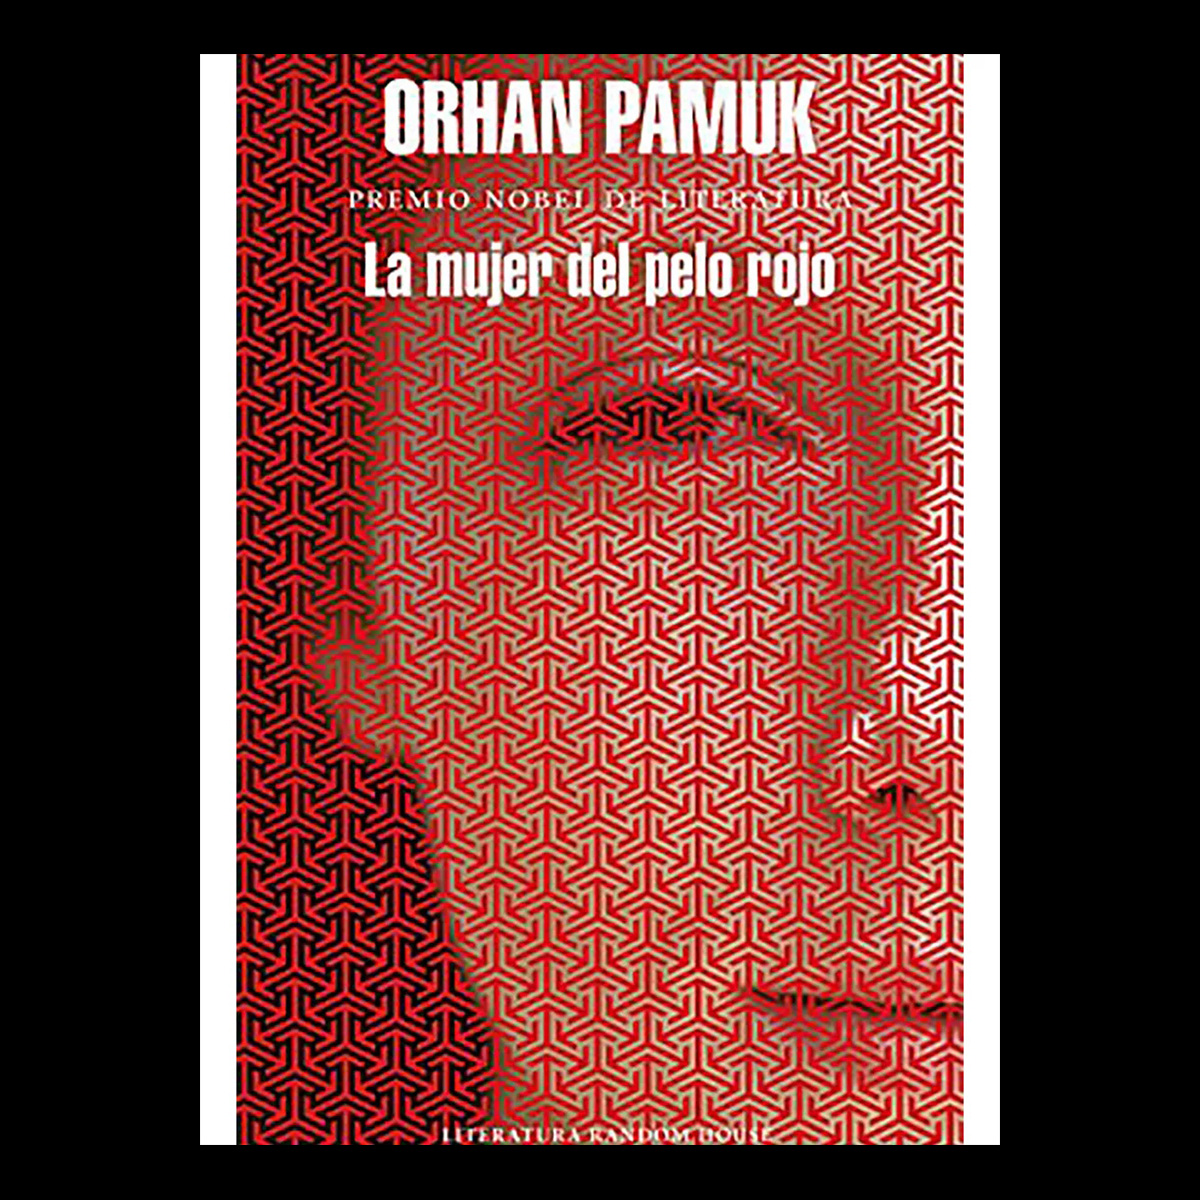 ORHAN PAMUK
PREMIO NOBEL DE LITERATURA
La mujer del pelo rojo
LITERATURA RANDOM HOUSE